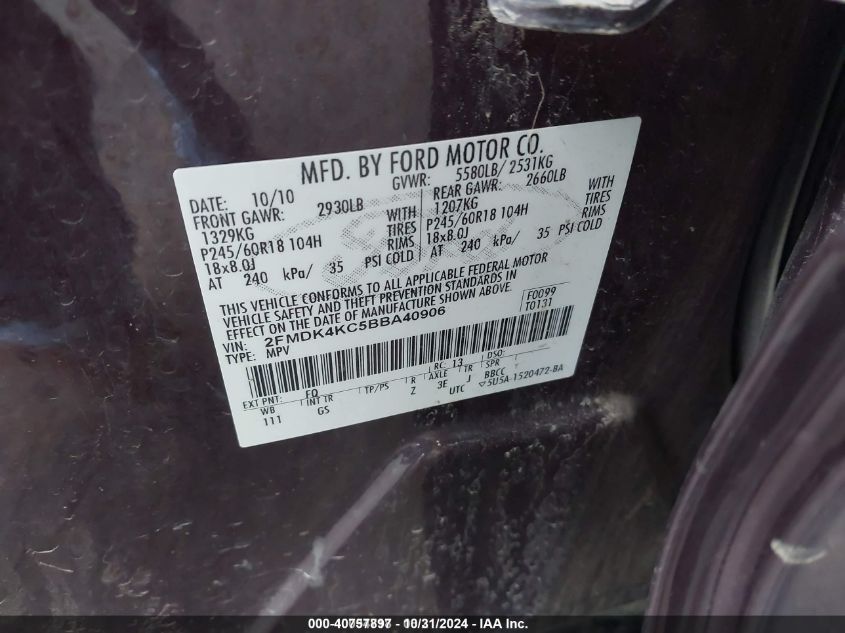 MFD. BY FORD MOTOR CO.
DATE: 10/10 GVWR: 5580LB/ 2531KG
FRONT GAWR: 2930LB REAR GAWR: 2660LB
1329KG WITH 1207KG WITH
P245/60R18 104H TIRES P245/60R18 104H TIRES
18x8.0J RIMS 18x8.0J RIMS
AT 240 kPa/ 35 PSI COLD AT 240 kPa/ 35 PSI COLD
THIS VEHICLE CONFORMS TO ALL APPLICABLE FEDERAL MOTOR
VEHICLE SAFETY AND THEFT PREVENTION STANDARDS IN
EFFECT ON THE DATE OF MANUFACTURE SHOWN ABOVE.
VIN: 2FMDK4KC5BBA40906 F0099
TYPE: MPV T0131
EXT PNT: FQ RC: 13 DSO:
WB INT TR TP/PS R AXLE TR SPR
111 GS Z 3E J BBCC
UTC ▽5U5A-1520472-BA
000-40757897 - 10/31/2024 - IAA Inc.